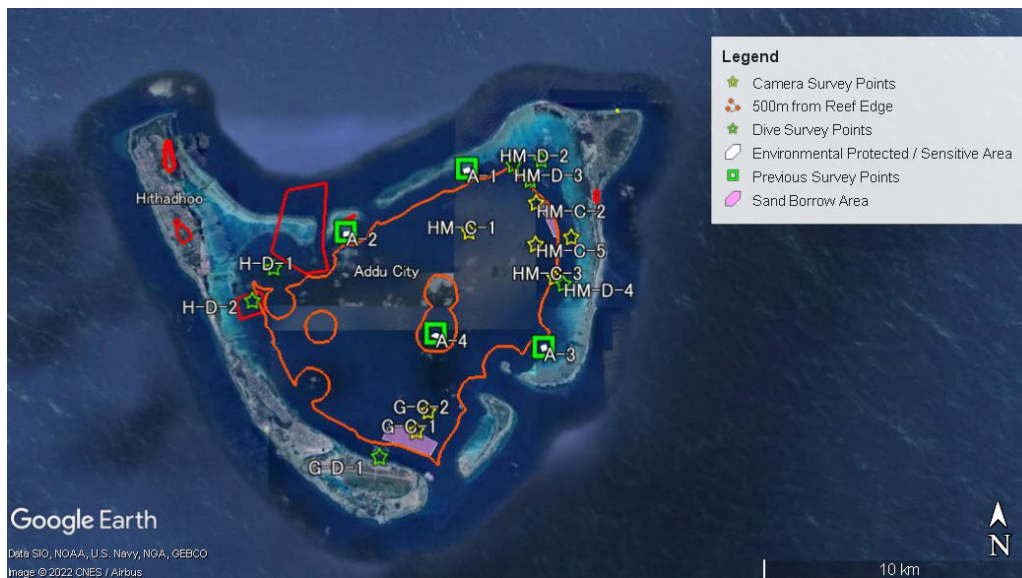 Legend
Camera Survey Points
500m from Reef Edge
Dive Survey Points
Environmental Protected / Sensitive Area
Previous Survey Points
Sand Borrow Area
HM-D-2
A-1
HM-D-3
Hithadhoo
HM-C-2
HM-C-1
A-2
HM-C-5
H-D-1
Addu City
HM-C-3
HM-D-4
H-D-2
A-4
A-3
G-C-2
G-C-1
G-D-1
Google Earth
N
Data SIO, NOAA, U.S. Navy, NGA, GEBCO
Image © 2022 CNES / Airbus
10 km